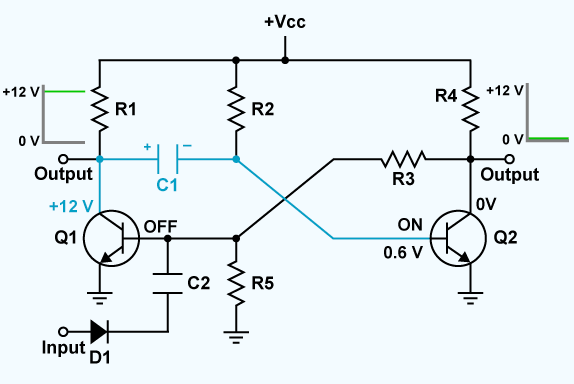 +Vcc
+12 V
R1
R2
R4
+12 V
0 V
0 V
+
−
Output
C1
R3
Output
+12 V
0V
Q1
OFF
ON
Q2
0.6 V
C2
R5
Input
D1